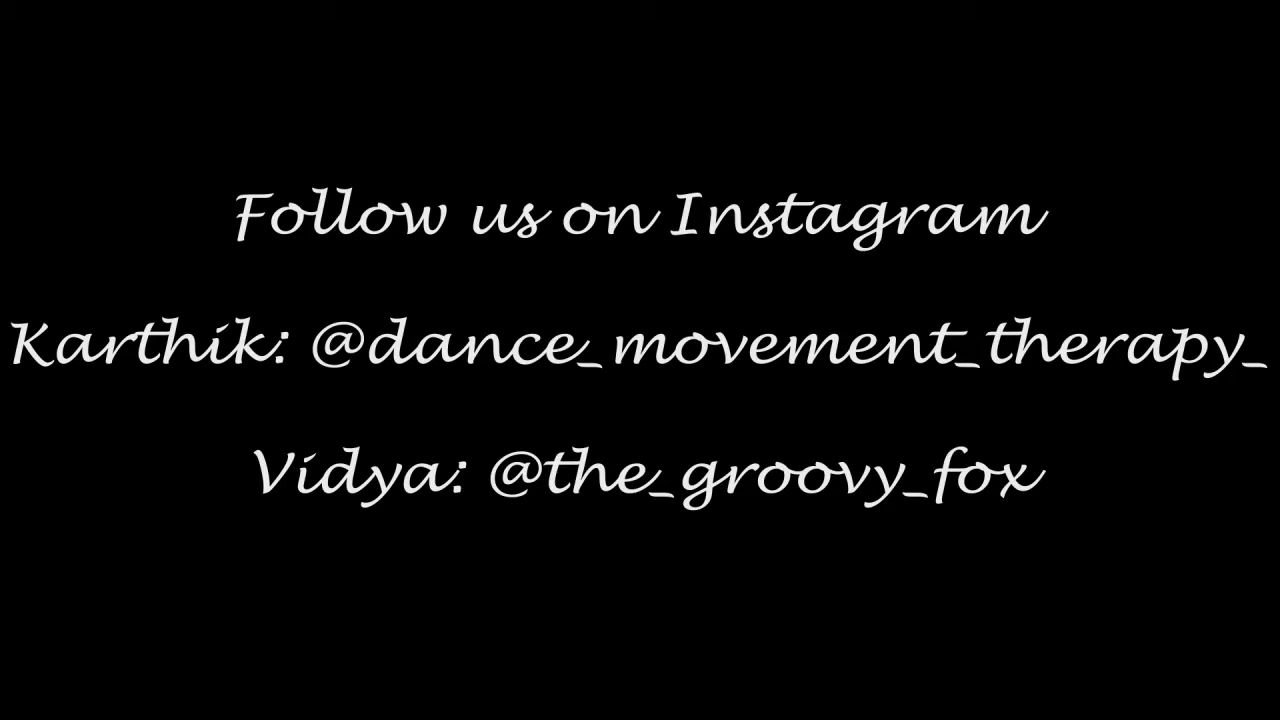 Follow us on Instagram
Karthik: @dance_movement_therapy_
Vidya: @the_groovy_fox